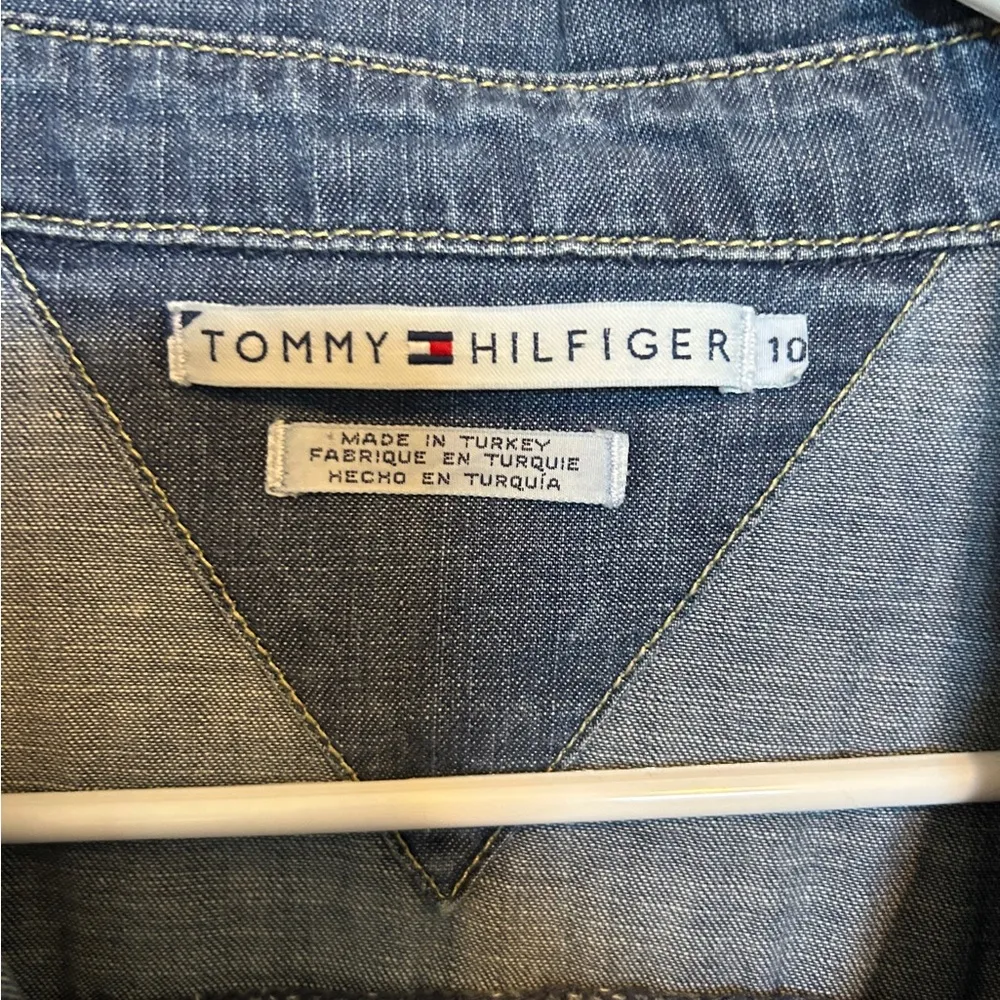 TOMMY HILFIGER 10
MADE IN TURKEY
FABRIQUE EN TURQUIE
HECHO EN TURQUÍA